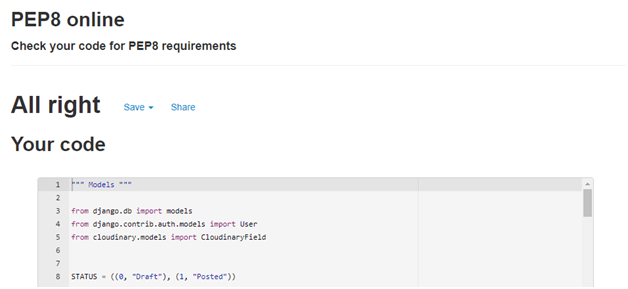 PEP8 online
Check your code for PEP8 requirements
All right Save Share
Your code
1 """ Models """
2
3 from django.db import models
4 from django.contrib.auth.models import User
5 from cloudinary.models import CloudinaryField
6
7
8 STATUS = ((0, "Draft"), (1, "Posted"))